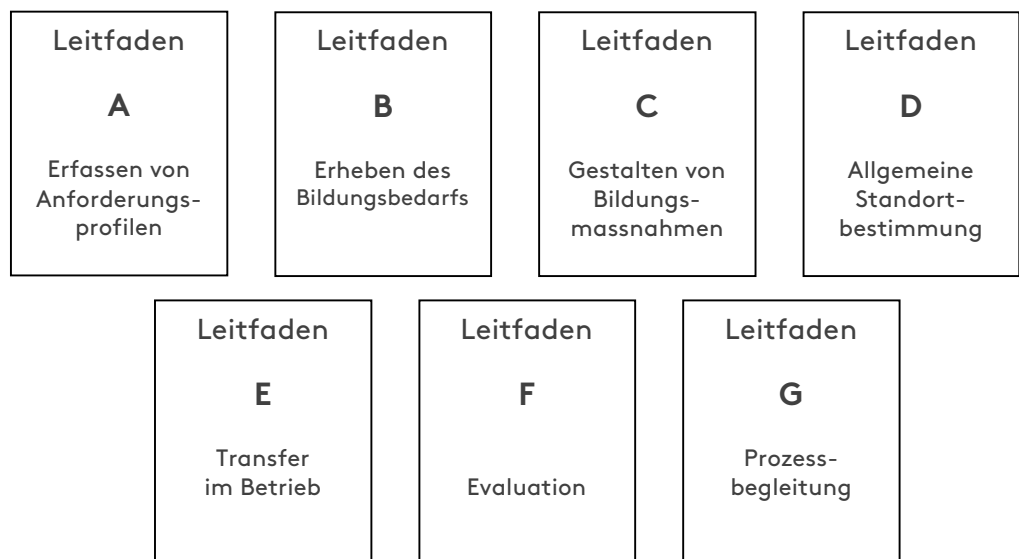 Leitfaden
A
Erfassen von
Anforderungs-
profilen
Leitfaden
B
Erheben des
Bildungsbedarfs
Leitfaden
C
Gestalten von
Bildungs-
massnahmen
Leitfaden
D
Allgemeine
Standort-
bestimmung
Leitfaden
E
Transfer
im Betrieb
Leitfaden
F
Evaluation
Leitfaden
G
Prozess-
begleitung